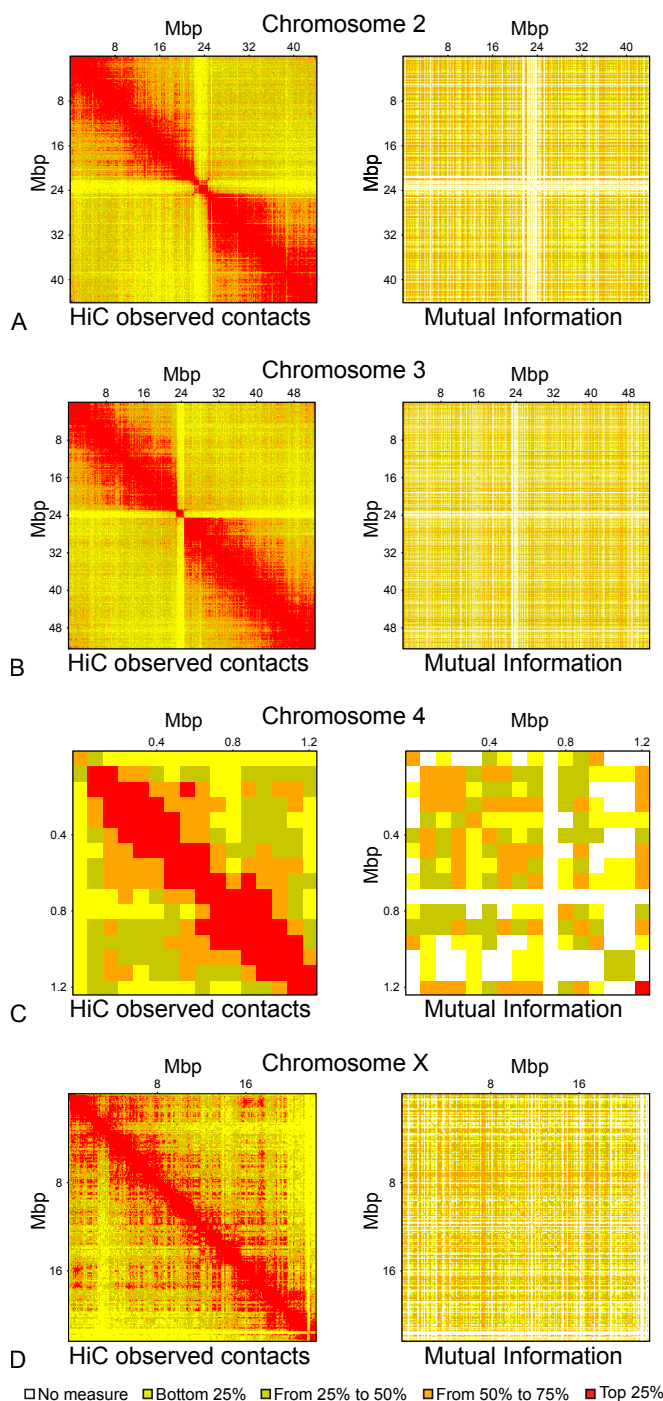 Chromosome 2
Mbp Mbp
8 16 24 32 40 8 16 24 32 40
Mbp Mbp
8 8
16 16
24 24
32 32
40 40
A HiC observed contacts Mutual Information
Chromosome 3
Mbp Mbp
8 16 24 32 40 48 8 16 24 32 40 48
Mbp Mbp
8 8
16 16
24 24
32 32
40 40
48 48
B HiC observed contacts Mutual Information
Chromosome 4
Mbp Mbp
0.4 0.8 1.2 0.4 0.8 1.2
Mbp Mbp
0.4 0.4
0.8 0.8
1.2 1.2
C HiC observed contacts Mutual Information
Chromosome X
Mbp Mbp
8 16 8 16
Mbp Mbp
8 8
16 16
D HiC observed contacts Mutual Information
No measure Bottom 25% From 25% to 50% From 50% to 75% Top 25%